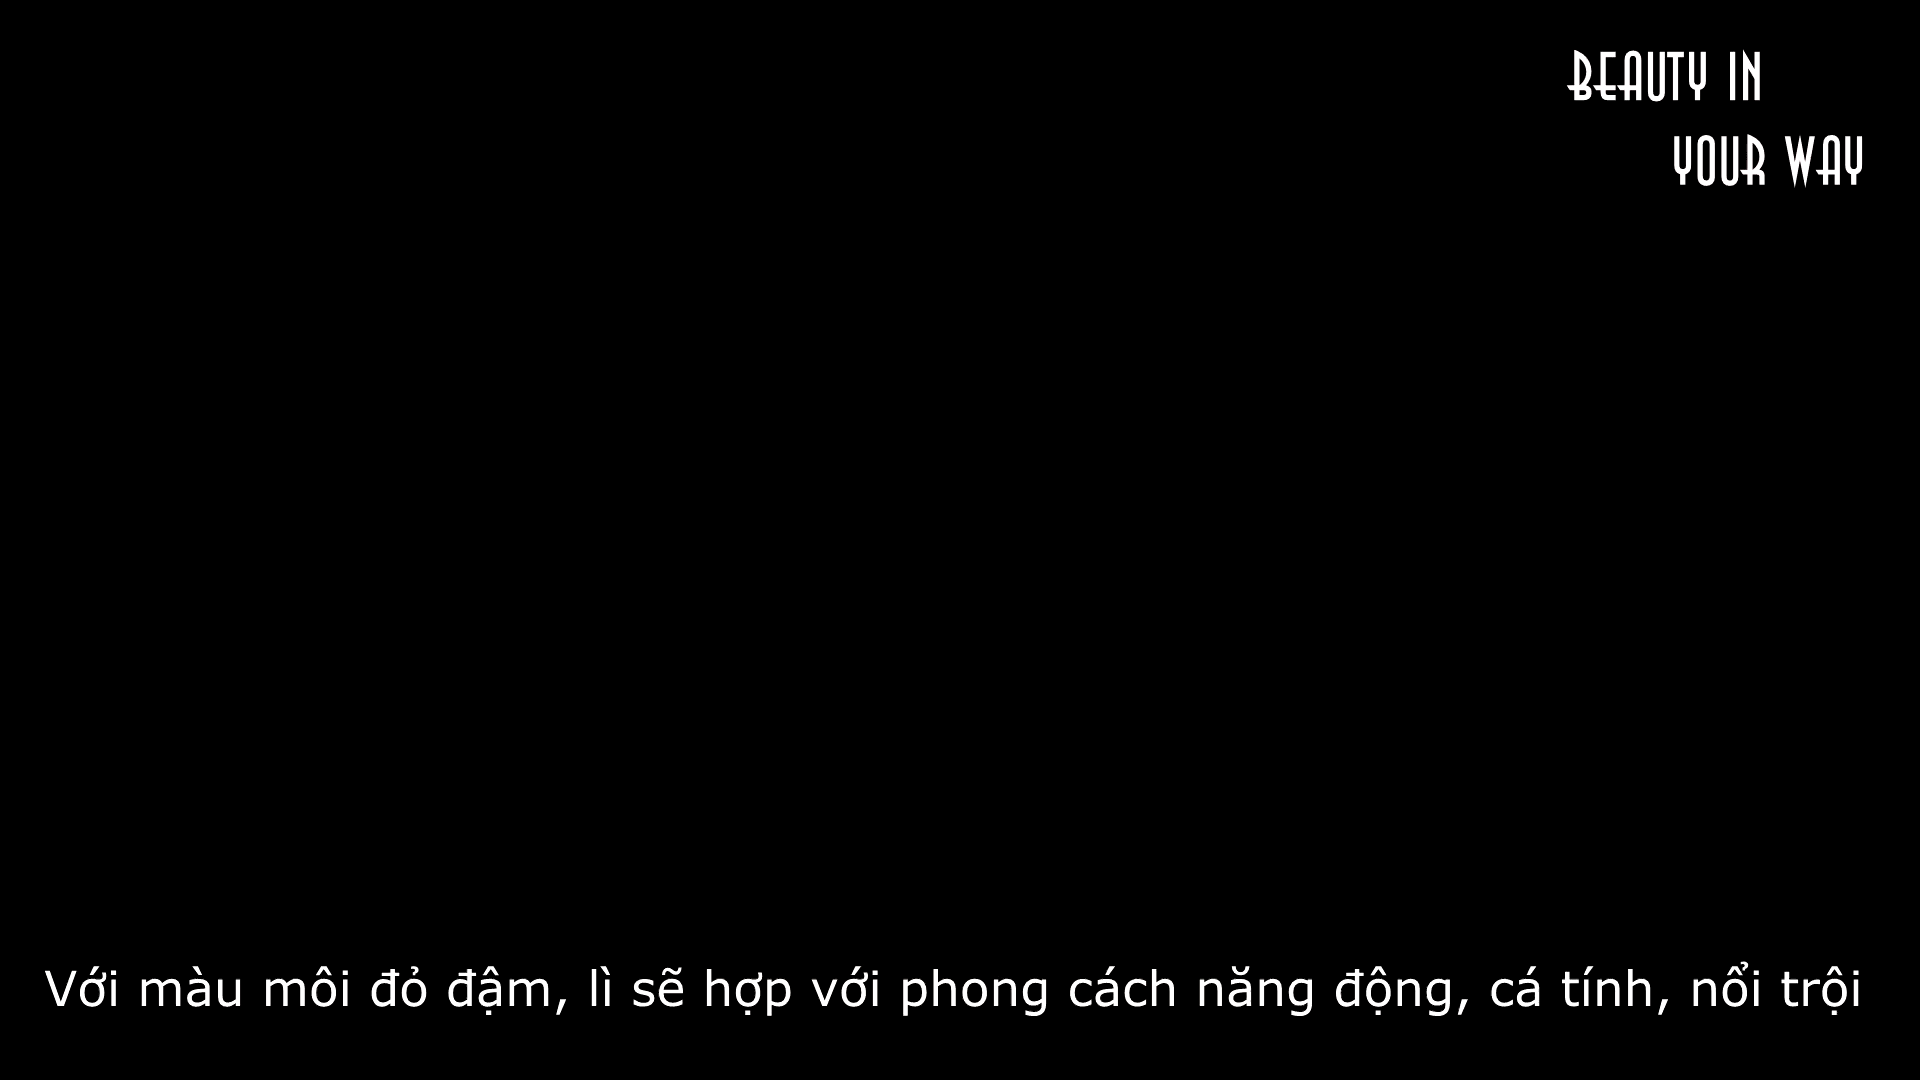 BEAUTY IN
YOUR WAY
Với màu môi đỏ đậm, lì sẽ hợp với phong cách năng động, cá tính, nổi trội